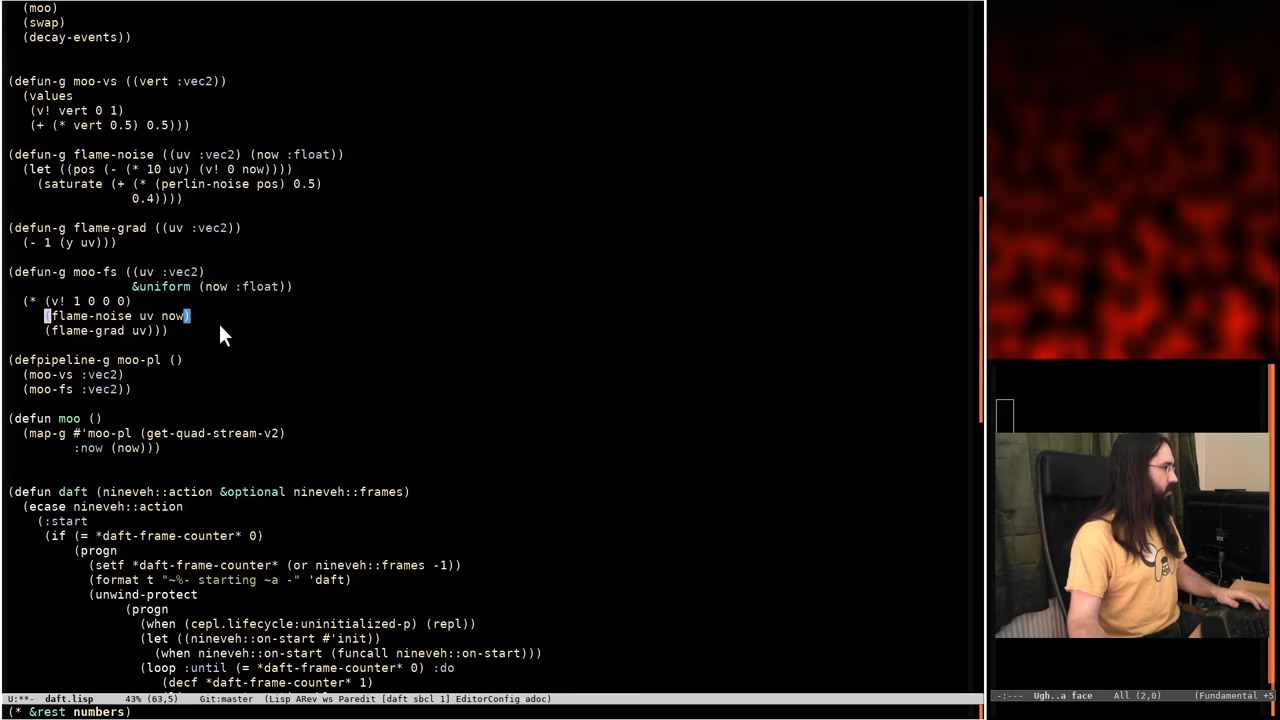 (moo)
(swap)
(decay-events))
(defun-g moo-vs ((vert :vec2))
(values
(v! vert 0 1)
(+ (* vert 0.5) 0.5)))
(defun-g flame-noise ((uv :vec2) (now :float))
(let ((pos (- (* 10 uv) (v! 0 now))))
(saturate (+ (* (perlin-noise pos) 0.5)
0.4))))
(defun-g flame-grad ((uv :vec2))
(- 1 (y uv)))
(defun-g moo-fs ((uv :vec2)
&uniform (now :float))
(* (v! 1 0 0 0)
(flame-noise uv now)
(flame-grad uv)))
(defpipeline-g moo-pl ()
(moo-vs :vec2)
(moo-fs :vec2))
(defun moo ()
(map-g #'moo-pl (get-quad-stream-v2)
:now (now)))
(defun daft (nineveh::action &optional nineveh::frames)
(ecase nineveh::action
(:start
(if (= *daft-frame-counter* 0)
(progn
(setf *daft-frame-counter* (or nineveh::frames -1))
(format t "~%- starting ~a -" 'daft)
(unwind-protect
(progn
(when (cepl.lifecycle:uninitialized-p) (repl))
(let ((nineveh::on-start #'init))
(when nineveh::on-start (funcall nineveh::on-start)))
(loop :until (= *daft-frame-counter* 0) :do
(decf *daft-frame-counter* 1)
U:**- daft.lisp 43% (63,5) Git:master (Lisp ARev ws Paredit [daft sbcl 1] EditorConfig adoc)
(* &rest numbers)
-:--- Ugh..a face All (2,0) (Fundamental +5